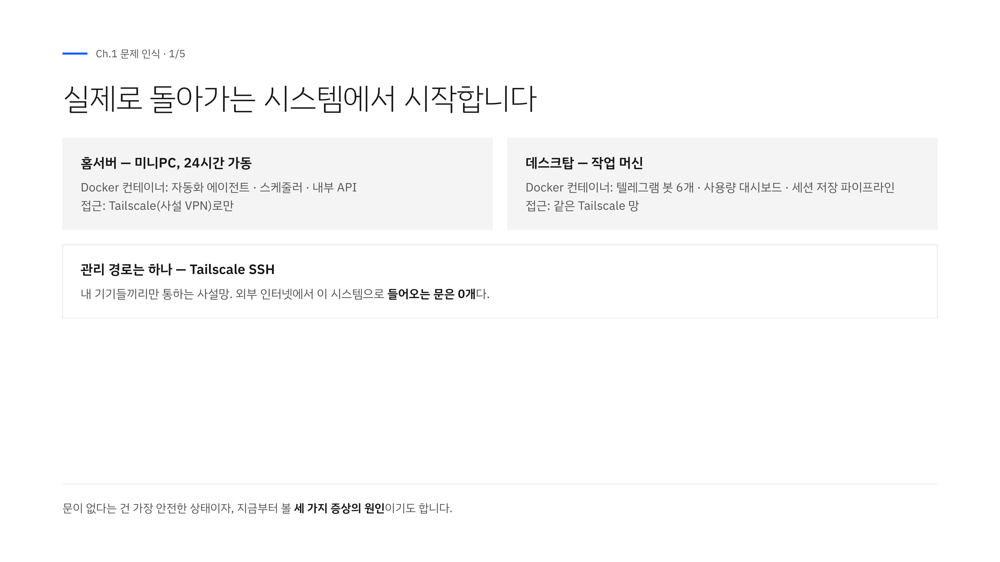 Ch.1 문제 인식 · 1/5
실제로 돌아가는 시스템에서 시작합니다
홈서버 — 미니PC, 24시간 가동
Docker 컨테이너: 자동화 에이전트 · 스케줄러 · 내부 API
접근: Tailscale(사설 VPN)로만
데스크탑 — 작업 머신
Docker 컨테이너: 텔레그램 봇 6개 · 사용량 대시보드 · 세션 저장 파이프라인
접근: 같은 Tailscale 망
관리 경로는 하나 — Tailscale SSH
내 기기들끼리만 통하는 사설망. 외부 인터넷에서 이 시스템으로 들어오는 문은 0개다.
문이 없다는 건 가장 안전한 상태이자, 지금부터 볼 세 가지 증상의 원인이기도 합니다.